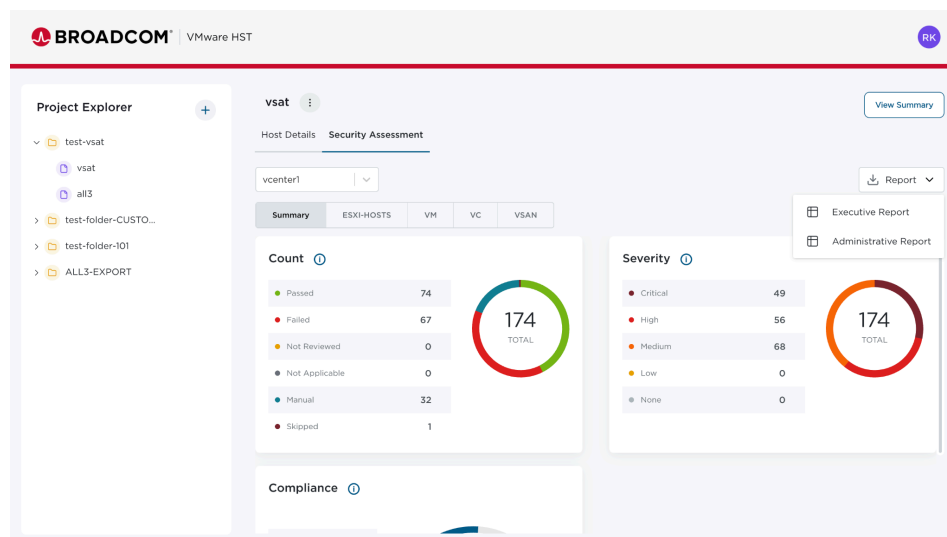 BROADCOM® VMware HST
RK
Project Explorer
+
test-vsat
vsat
all3
test-folder-CUSTO...
test-folder-101
ALL3-EXPORT
vsat
View Summary
Host Details Security Assessment
vcenter1
Report
Executive Report
Administrative Report
Summary ESXI-HOSTS VM VC VSAN
Count
Passed 74
Failed 67
Not Reviewed 0
Not Applicable 0
Manual 32
Skipped 1
174
TOTAL
Severity
Critical 49
High 56
Medium 68
Low 0
None 0
174
TOTAL
Compliance